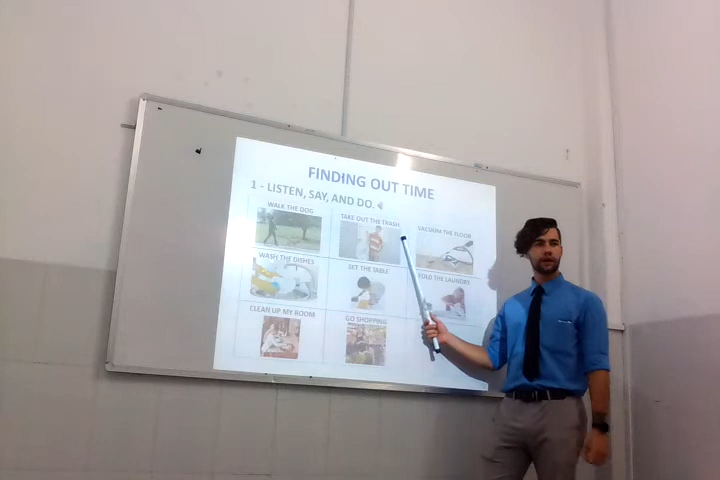 FINDING OUT TIME
1 - LISTEN, SAY, AND DO.
WALK THE DOG
TAKE OUT THE TRASH
VACUUM THE FLOOR
WASH THE DISHES
SET THE TABLE
FOLD THE LAUNDRY
CLEAN UP MY ROOM
GO SHOPPING